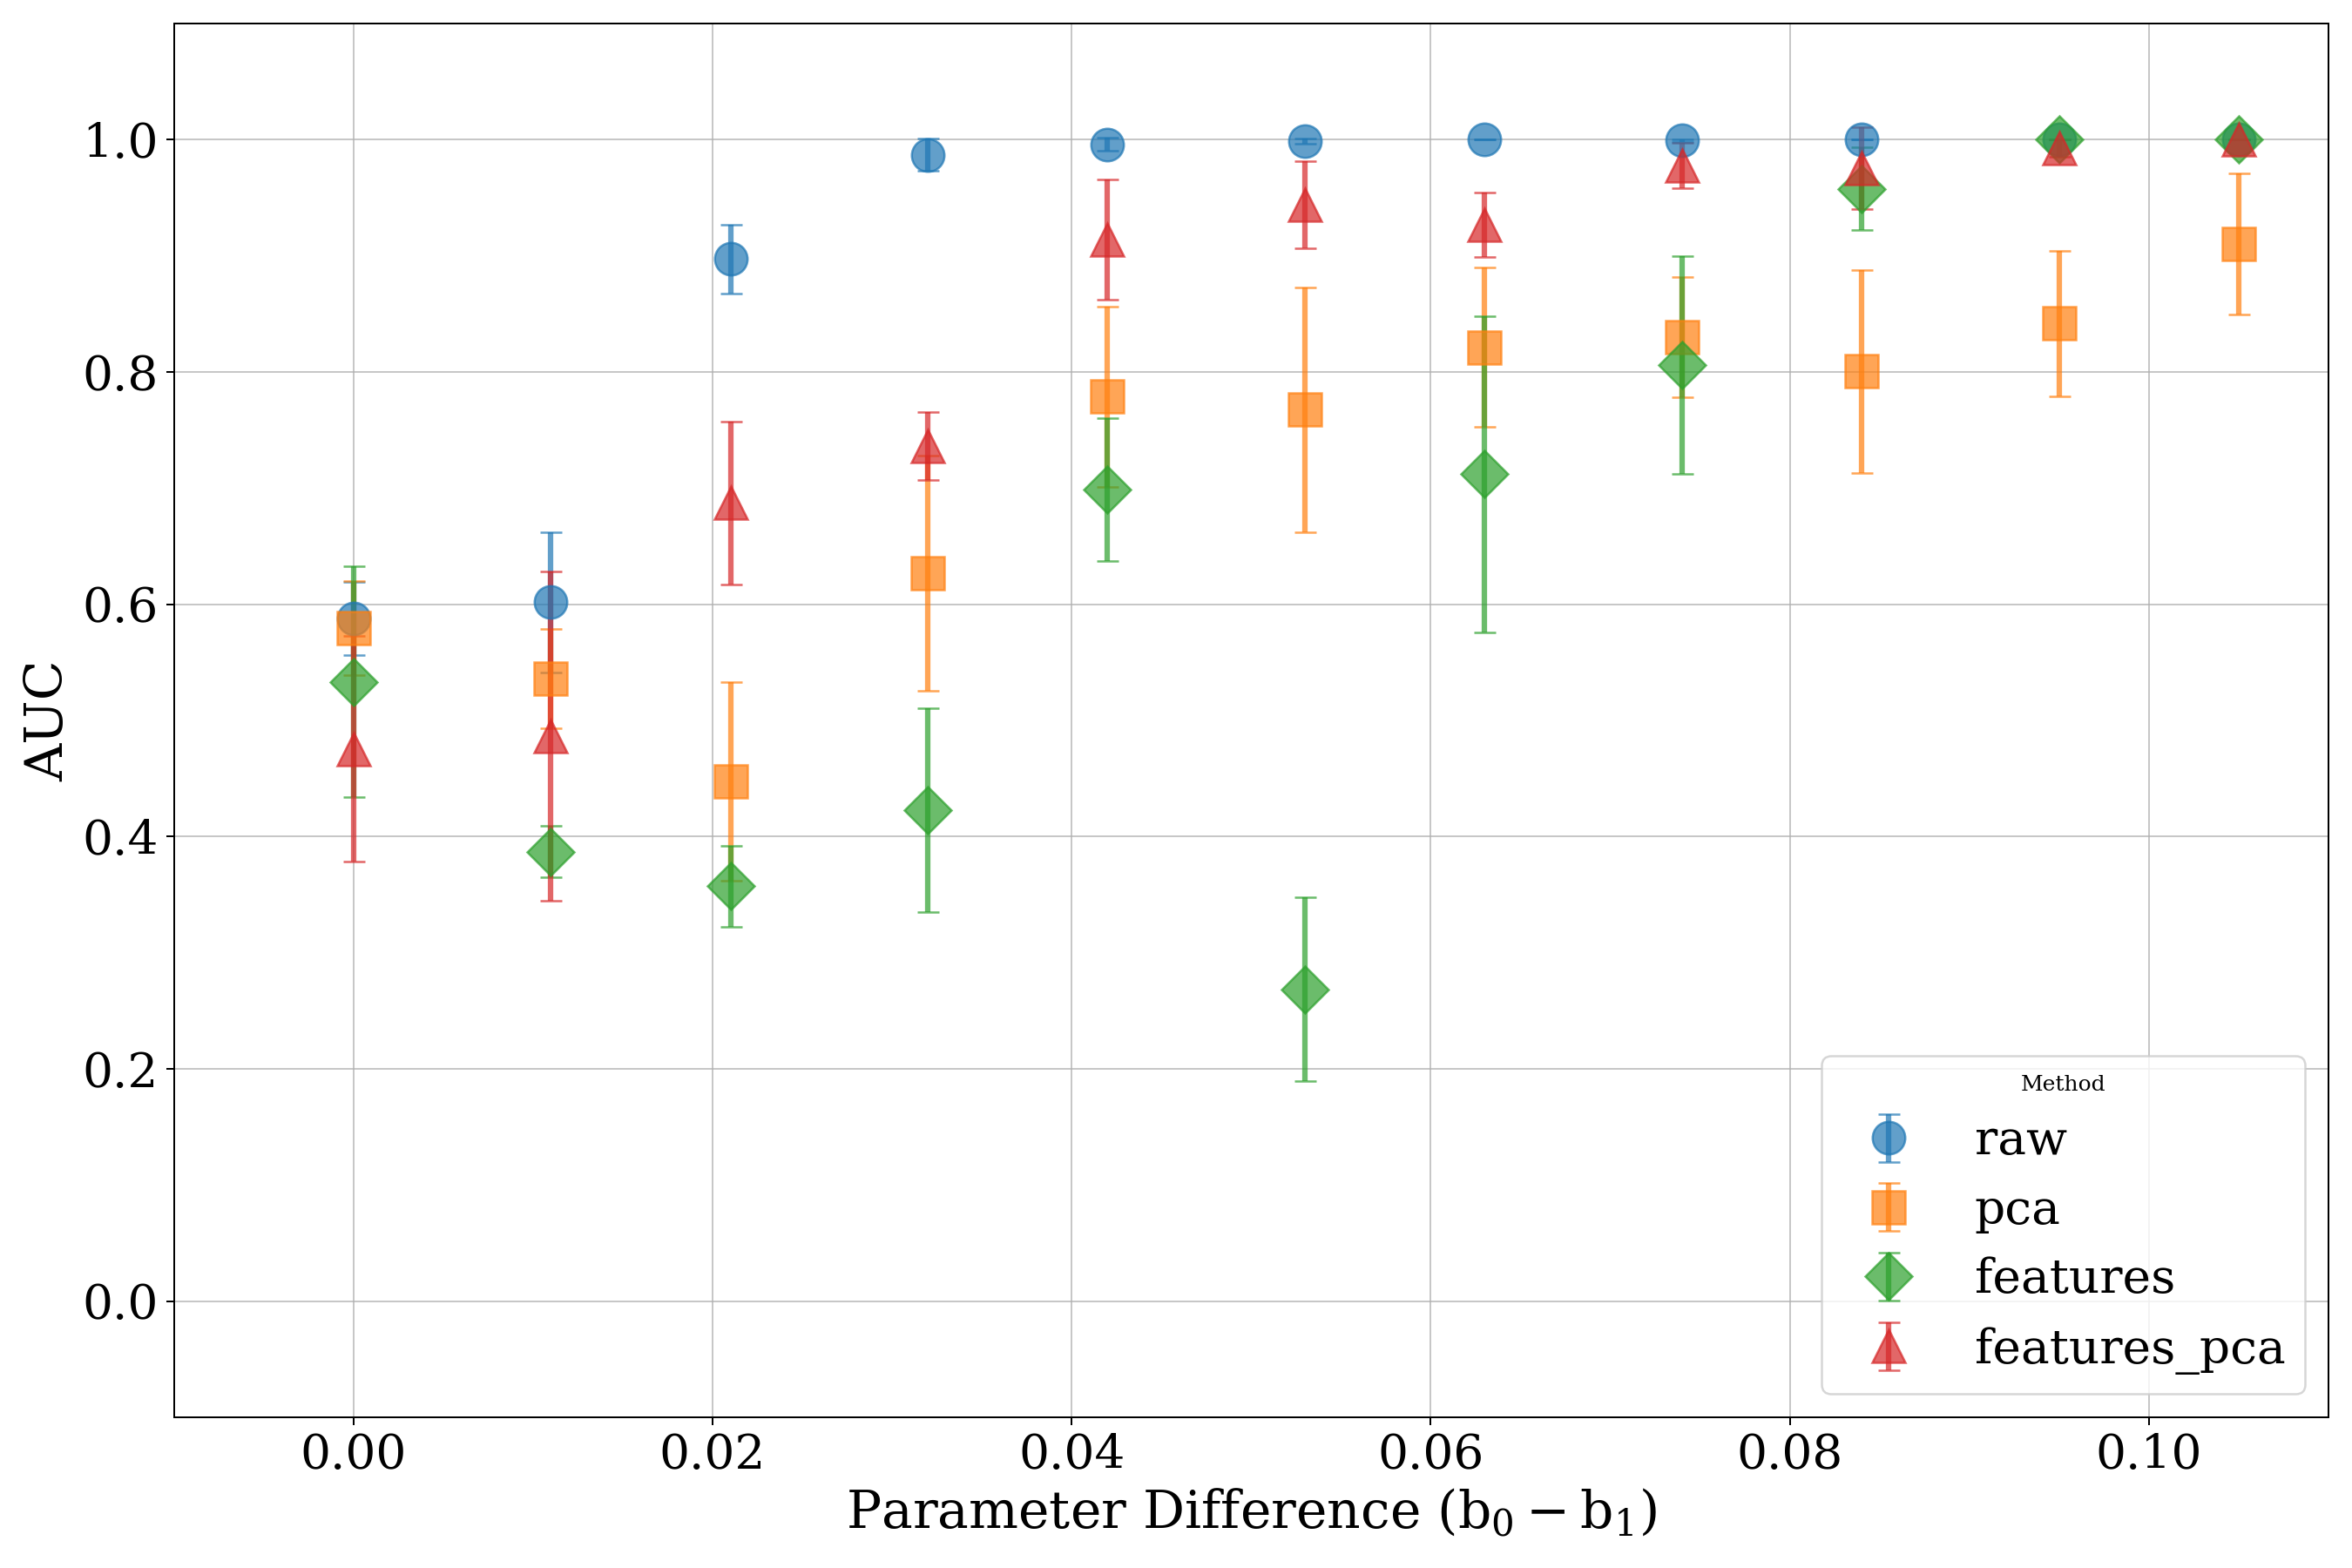 1.0
0.8
0.6
0.4
0.2
0.0
AUC
0.00 0.02 0.04 0.06 0.08 0.10
Parameter Difference (b₀ − b₁)
Method
raw
pca
features
features_pca